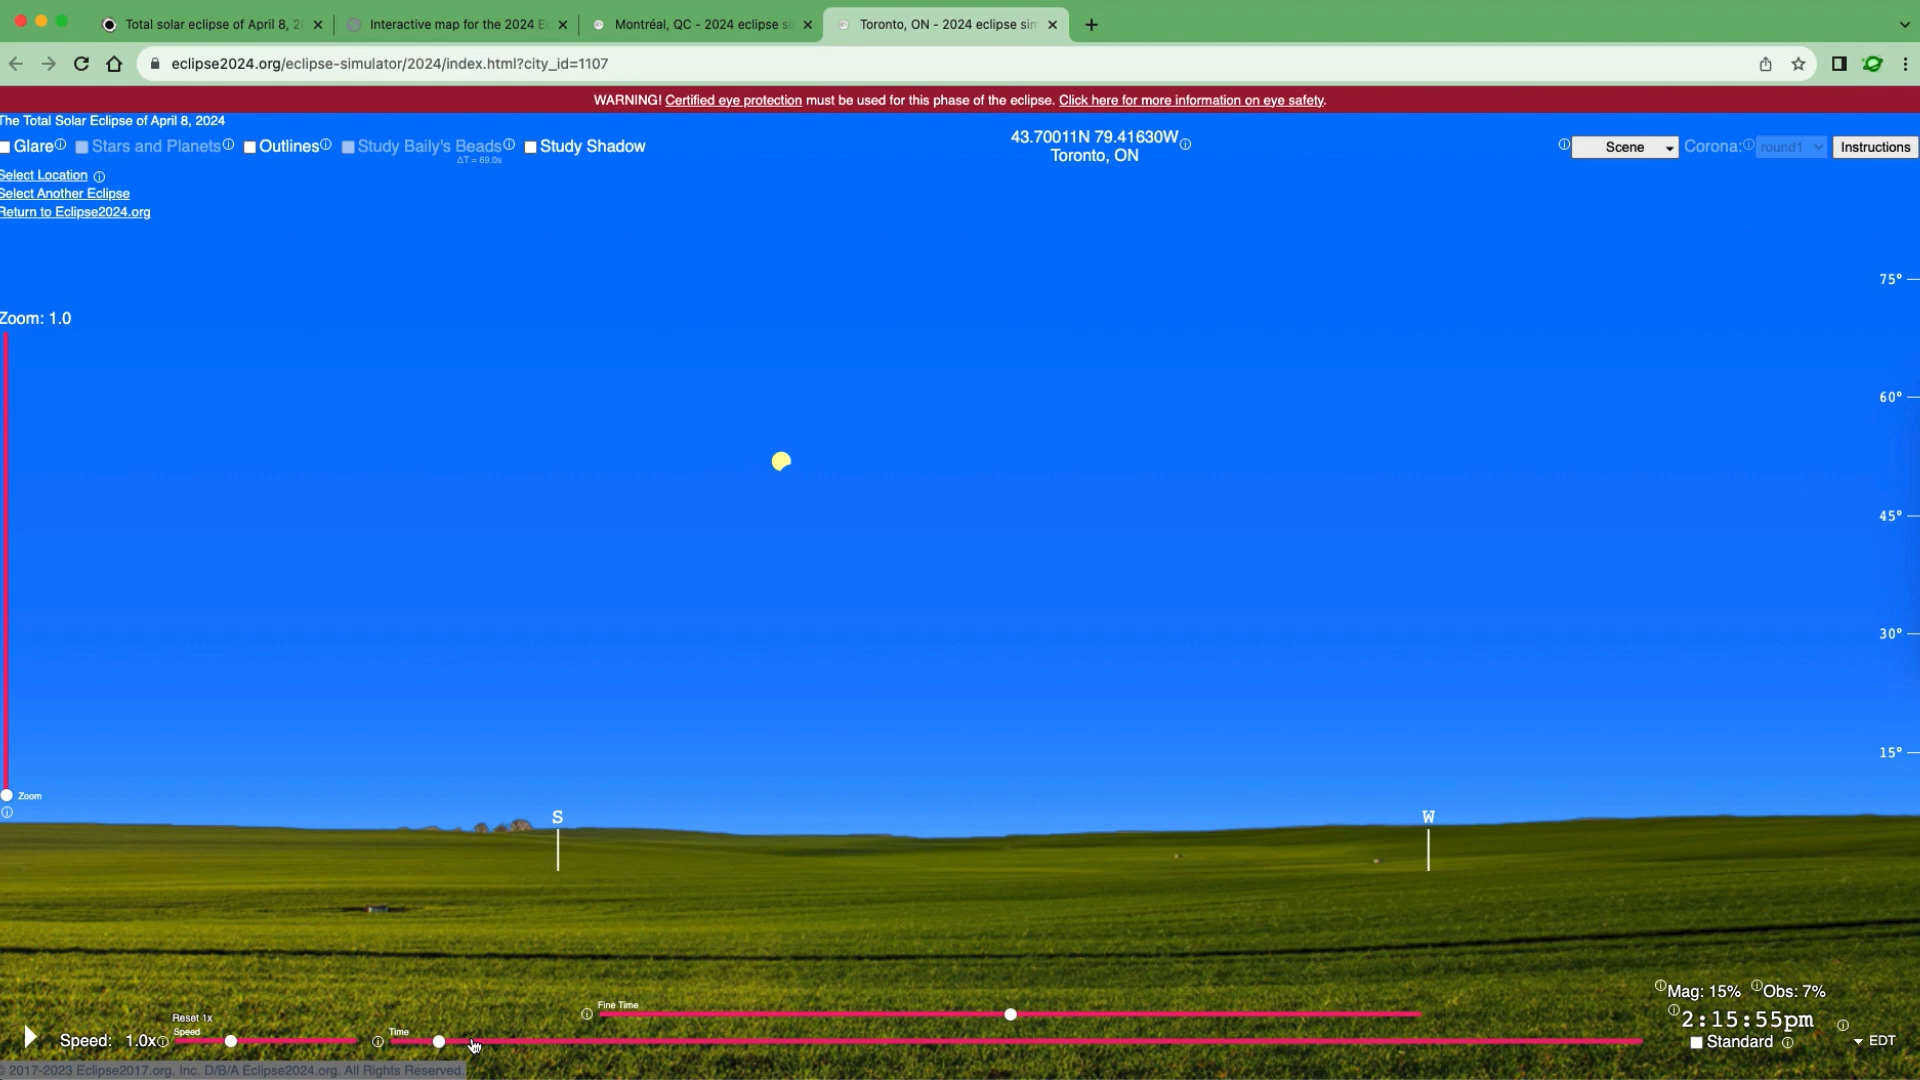 Total solar eclipse of April 8, 2
Interactive map for the 2024 E
Montréal, QC - 2024 eclipse si
Toronto, ON - 2024 eclipse sim
eclipse2024.org/eclipse-simulator/2024/index.html?city_id=1107
WARNING! Certified eye protection must be used for this phase of the eclipse. Click here for more information on eye safety.
The Total Solar Eclipse of April 8, 2024
Glare Stars and Planets Outlines Study Baily's Beads Study Shadow
ΔT = 69.0s
43.70011N 79.41630W
Toronto, ON
Scene Corona: round1 Instructions
Select Location
Select Another Eclipse
Return to Eclipse2024.org
75°
Zoom: 1.0
60°
45°
30°
15°
Zoom
S W
Mag: 15% Obs: 7%
Fine Time
Reset 1x
2:15:55pm
Speed
Time
Speed: 1.0x
Standard EDT
© 2017-2023 Eclipse2017.org, Inc. D/B/A Eclipse2024.org. All Rights Reserved.